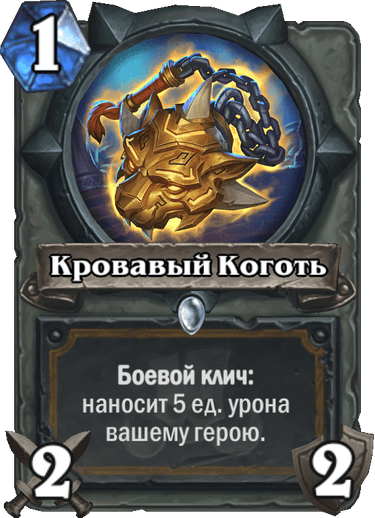 1
Кровавый Коготь
Боевой клич:
наносит 5 ед. урона
вашему герою.
2
2